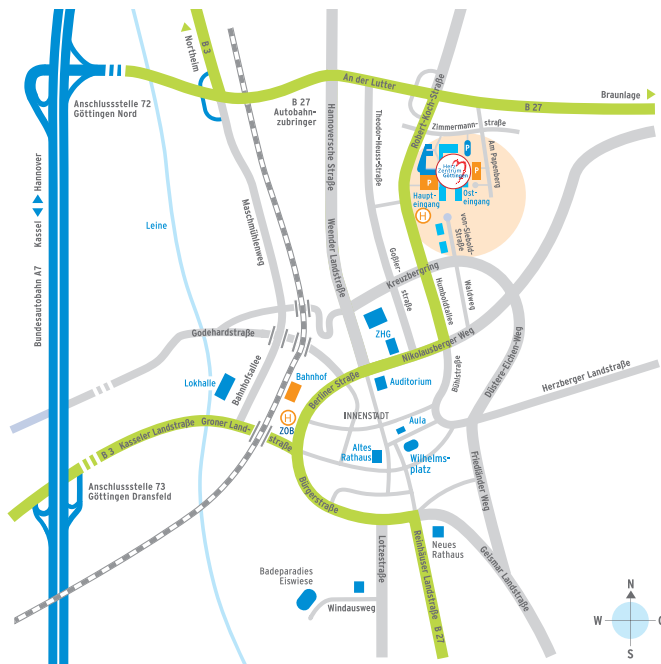 B 3
Northeim
An der Lutter
Braunlage
B 27
Anschlussstelle 72
Göttingen Nord
B 27
Autobahn-
zubringer
Hannoversche Straße
Theodor-Heuss-Straße
Robert-Koch-Straße
Zimmermann-
straße
Am Papenberg
P
P
P
Herz
Zentrum
Göttingen
Haupt-
eingang
Ost-
eingang
H
von-Siebold-
Straße
Kassel
Hannover
Bundesautobahn A7
Leine
Maschmühlenweg
Weender Landstraße
Goßler-
straße
Kreuzbergring
Humboldtallee
Waldweg
Godehardstraße
ZHG
Nikolausberger Weg
Düstere-Eichen-Weg
Bühlstraße
Lokhalle
Bahnhofsallee
Bahnhof
Berliner Straße
Auditorium
Herzberger Landstraße
H
ZOB
INNENSTADT
Aula
B 3
Kasseler Landstraße
Groner Land-
straße
Altes
Rathaus
Wilhelms-
platz
Friedländer Weg
Anschlussstelle 73
Göttingen Dransfeld
Bürgerstraße
Lotzestraße
Reinhäuser Landstraße
B 27
Neues
Rathaus
Geismar Landstraße
Badeparadies
Eiswiese
Windausweg
N
W
O
S